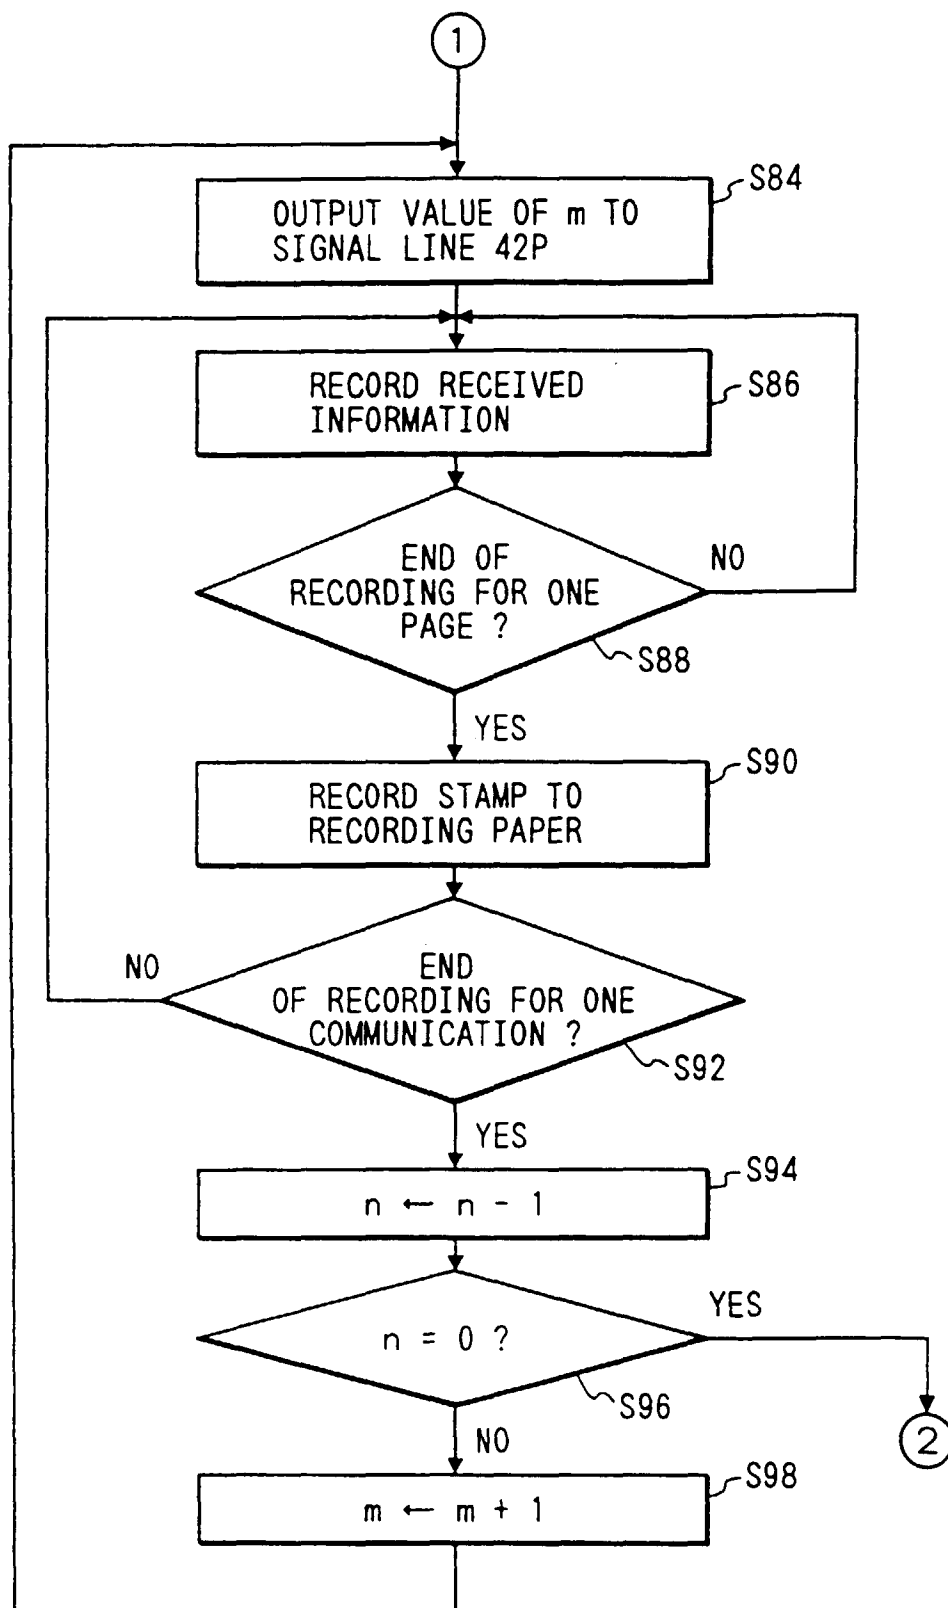 1
S84
OUTPUT VALUE OF m TO
SIGNAL LINE 42P
RECORD RECEIVED
INFORMATION
S86
END OF
RECORDING FOR ONE
PAGE ?
NO
S88
YES
S90
RECORD STAMP TO
RECORDING PAPER
NO
END
OF RECORDING FOR ONE
COMMUNICATION ?
S92
YES
S94
n ← n - 1
YES
n = 0 ?
S96
NO
2
S98
m ← m + 1